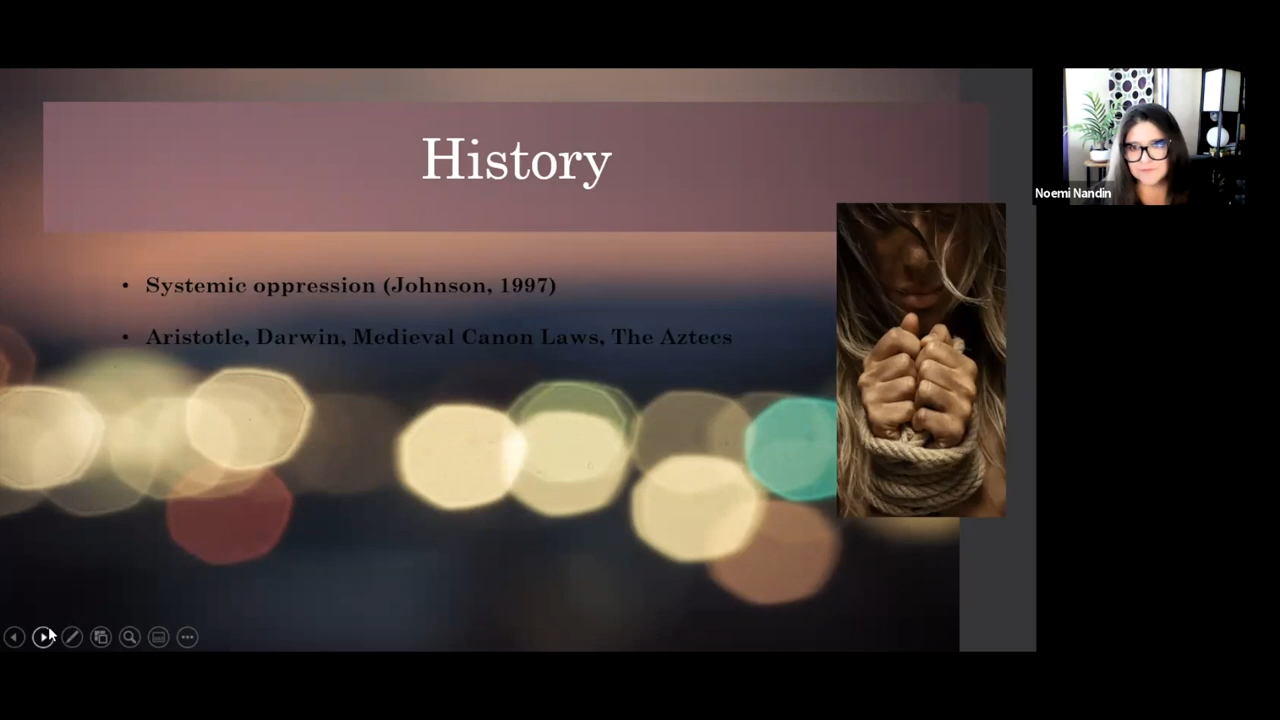 History
• Systemic oppression (Johnson, 1997)
• Aristotle, Darwin, Medieval Canon Laws, The Aztecs
Noemi Nandin